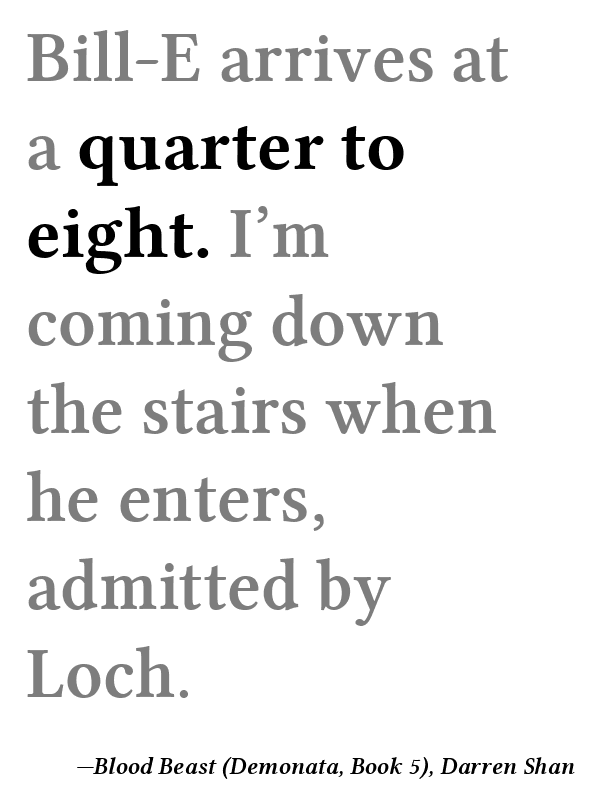 Bill-E arrives at
a quarter to
eight. I’m
coming down
the stairs when
he enters,
admitted by
Loch.
—Blood Beast (Demonata, Book 5), Darren Shan